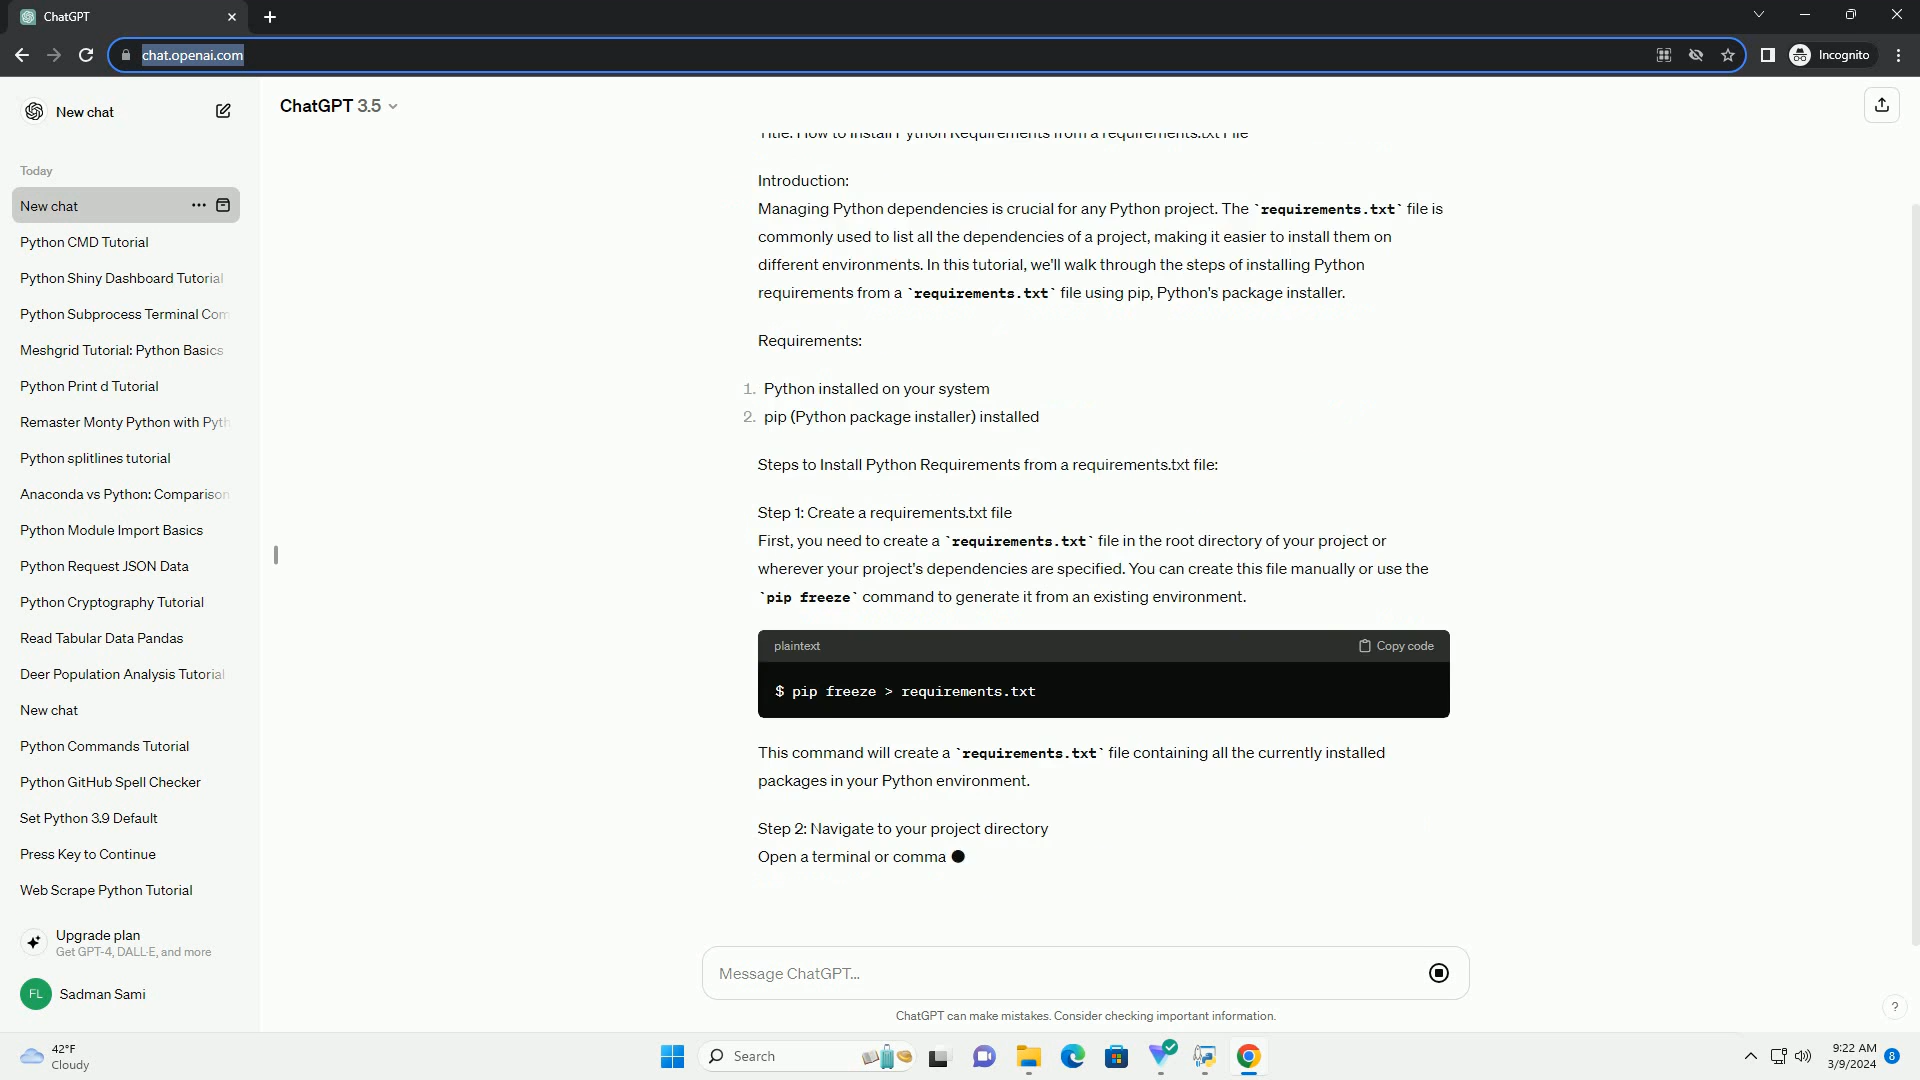 ChatGPT
chat.openai.com
Incognito
New chat
ChatGPT 3.5
Title: How to Install Python Requirements from a requirements.txt File
Today
New chat
Python CMD Tutorial
Python Shiny Dashboard Tutorial
Python Subprocess Terminal Com
Meshgrid Tutorial: Python Basics
Python Print d Tutorial
Remaster Monty Python with Pyth
Python splitlines tutorial
Anaconda vs Python: Comparison
Python Module Import Basics
Python Request JSON Data
Python Cryptography Tutorial
Read Tabular Data Pandas
Deer Population Analysis Tutorial
New chat
Python Commands Tutorial
Python GitHub Spell Checker
Set Python 3.9 Default
Press Key to Continue
Web Scrape Python Tutorial
Upgrade plan
Get GPT-4, DALL·E, and more
FL Sadman Sami
Introduction:
Managing Python dependencies is crucial for any Python project. The `requirements.txt` file is
commonly used to list all the dependencies of a project, making it easier to install them on
different environments. In this tutorial, we'll walk through the steps of installing Python
requirements from a `requirements.txt` file using pip, Python's package installer.
Requirements:
1. Python installed on your system
2. pip (Python package installer) installed
Steps to Install Python Requirements from a requirements.txt file:
Step 1: Create a requirements.txt file
First, you need to create a `requirements.txt` file in the root directory of your project or
wherever your project's dependencies are specified. You can create this file manually or use the
`pip freeze` command to generate it from an existing environment.
plaintext Copy code
$ pip freeze > requirements.txt
This command will create a `requirements.txt` file containing all the currently installed
packages in your Python environment.
Step 2: Navigate to your project directory
Open a terminal or comma
Message ChatGPT...
ChatGPT can make mistakes. Consider checking important information.
?
42°F
Cloudy
Search
9:22 AM
3/9/2024
8